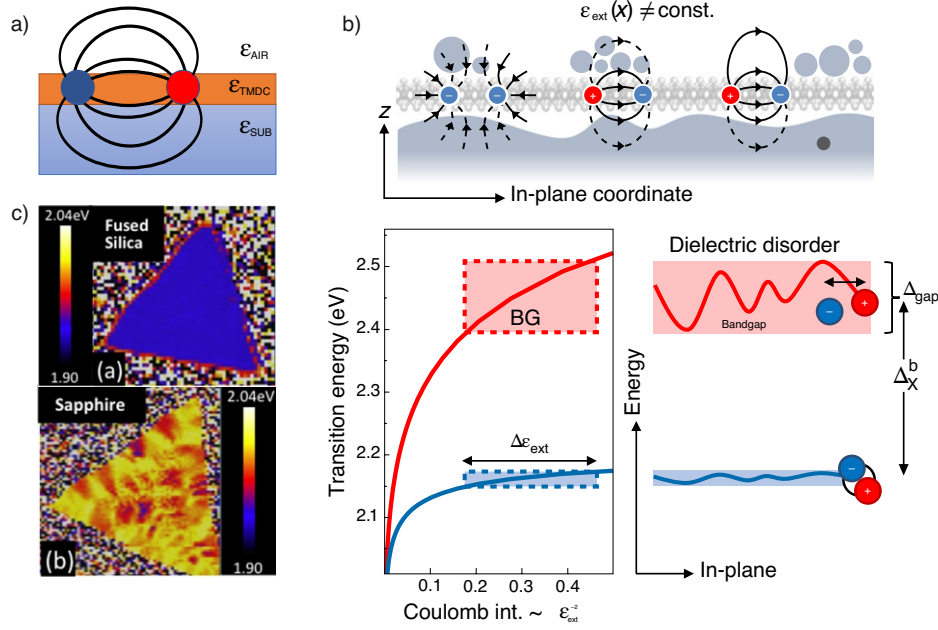 a)
ε_AIR
ε_TMDC
ε_SUB
b)
ε_ext(x) ≠ const.
− − + − + −
z
In-plane coordinate
c)
2.04eV
Fused
Silica
1.90
(a)
Sapphire
2.04eV
(b)
1.90
Transition energy (eV)
2.5
2.4
2.3
2.2
2.1
BG
Δε_ext
0.1 0.2 0.3 0.4
Coulomb int. ~ ε_ext^-2
Dielectric disorder
Bandgap
− +
Δ_gap
Δ_X^b
Energy
−
+
In-plane